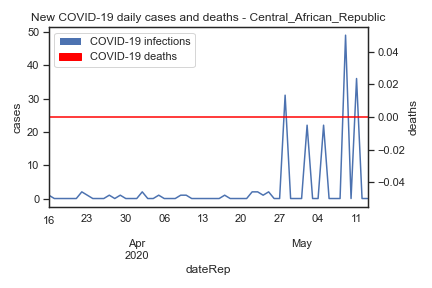 New COVID-19 daily cases and deaths - Central_African_Republic
COVID-19 infections
COVID-19 deaths
cases
50
40
30
20
10
0
deaths
0.04
0.02
0.00
−0.02
−0.04
16 23 30 06 13 20 27 04 11
Apr May
2020
dateRep